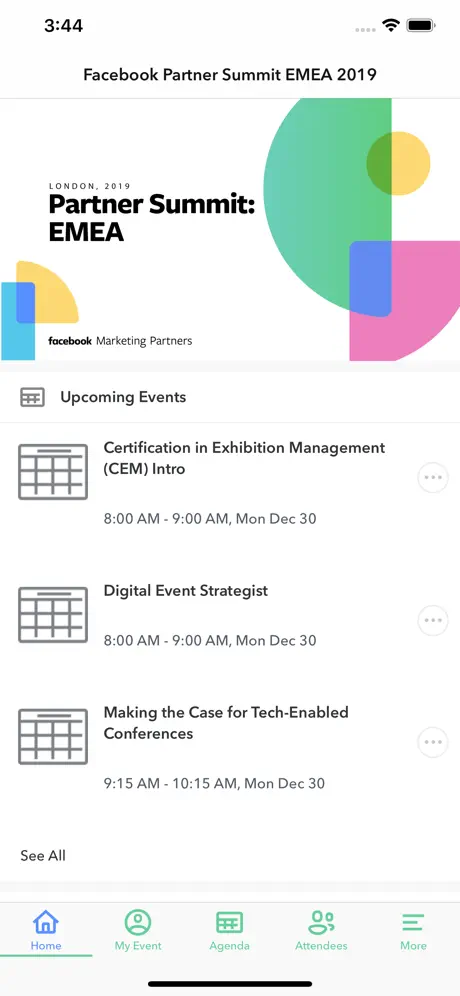 3:44
Facebook Partner Summit EMEA 2019
LONDON, 2019
Partner Summit:
EMEA
facebook Marketing Partners
Upcoming Events
Certification in Exhibition Management
(CEM) Intro
8:00 AM - 9:00 AM, Mon Dec 30
Digital Event Strategist
8:00 AM - 9:00 AM, Mon Dec 30
Making the Case for Tech-Enabled
Conferences
9:15 AM - 10:15 AM, Mon Dec 30
See All
Home My Event Agenda Attendees More